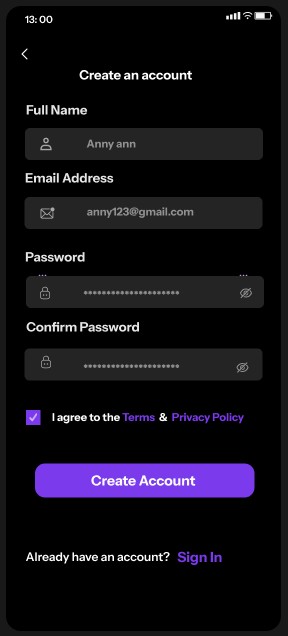 13: 00
Create an account
Full Name
Anny ann
Email Address
anny123@gmail.com
Password
Confirm Password
I agree to the Terms & Privacy Policy
Create Account
Already have an account? Sign In